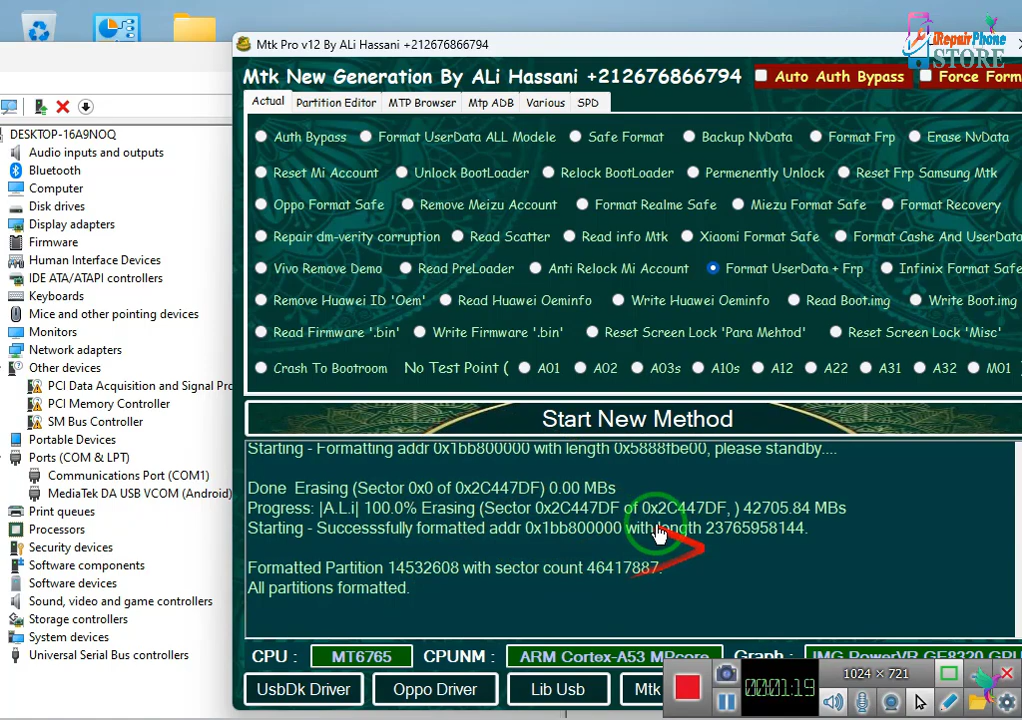 Mtk Pro v12 By ALi Hassani +212676866794
iRepairPhone
STORE
Mtk New Generation By ALi Hassani +212676866794
Auto Auth Bypass
Force Form
Actual
Partition Editor
MTP Browser
Mtp ADB
Various
SPD
Auth Bypass
Format UserData ALL Modele
Safe Format
Backup NvData
Format Frp
Erase NvData
Reset Mi Account
Unlock BootLoader
Relock BootLoader
Permenently Unlock
Reset Frp Samsung Mtk
Oppo Format Safe
Remove Meizu Account
Format Realme Safe
Miezu Format Safe
Format Recovery
Repair dm-verity corruption
Read Scatter
Read info Mtk
Xiaomi Format Safe
Format Cashe And UserData
Vivo Remove Demo
Read PreLoader
Anti Relock Mi Account
Format UserData + Frp
Infinix Format Safe
Remove Huawei ID 'Oem'
Read Huawei Oeminfo
Write Huawei Oeminfo
Read Boot.img
Write Boot.img
Read Firmware '.bin'
Write Firmware '.bin'
Reset Screen Lock 'Para Mehtod'
Reset Screen Lock 'Misc'
Crash To Bootroom
No Test Point (
A01
A02
A03s
A10s
A12
A22
A31
A32
M01
Start New Method
Starting - Formatting addr 0x1bb800000 with length 0x5888fbe00, please standby....
Done Erasing (Sector 0x0 of 0x2C447DF) 0.00 MBs
Progress: |A.L.i| 100.0% Erasing (Sector 0x2C447DF of 0x2C447DF, ) 42705.84 MBs
Starting - Successsfully formatted addr 0x1bb800000 with length 23765958144.
Formatted Partition 14532608 with sector count 46417887.
All partitions formatted.
CPU :
MT6765
CPUNM :
ARM Cortex-A53 MPcore
Graph :
IMG PowerVR GE8320 GPU
UsbDk Driver
Oppo Driver
Lib Usb
Mtk
1024 × 721
DESKTOP-16A9NOQ
Audio inputs and outputs
Bluetooth
Computer
Disk drives
Display adapters
Firmware
Human Interface Devices
IDE ATA/ATAPI controllers
Keyboards
Mice and other pointing devices
Monitors
Network adapters
Other devices
PCI Data Acquisition and Signal Pro
PCI Memory Controller
SM Bus Controller
Portable Devices
Ports (COM & LPT)
Communications Port (COM1)
MediaTek DA USB VCOM (Android)
Print queues
Processors
Security devices
Software components
Software devices
Sound, video and game controllers
Storage controllers
System devices
Universal Serial Bus controllers